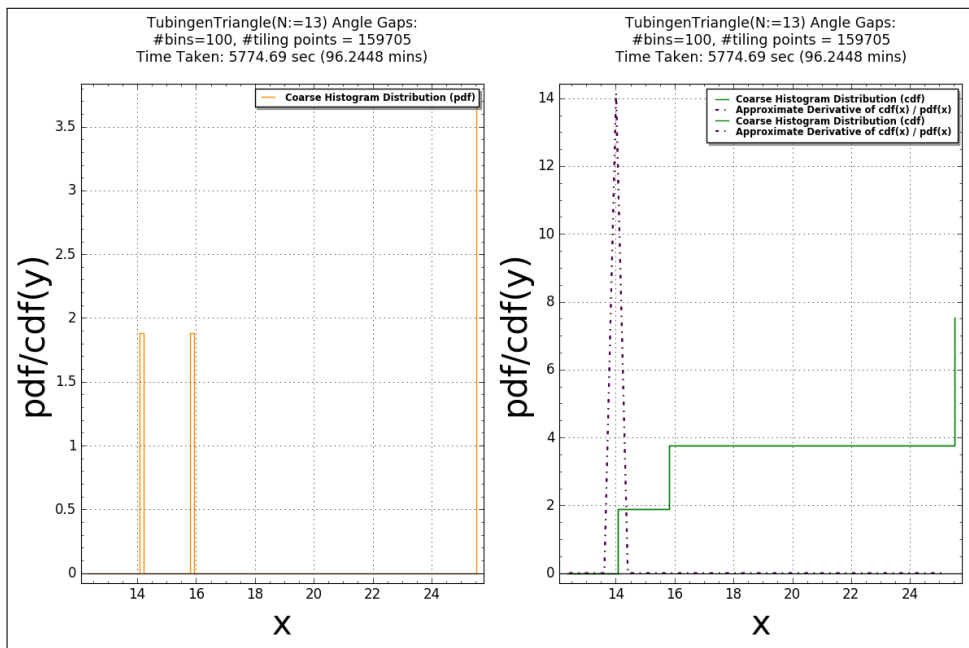 TubingenTriangle(N:=13) Angle Gaps:
#bins=100, #tiling points = 159705
Time Taken: 5774.69 sec (96.2448 mins)
Coarse Histogram Distribution (pdf)
3.5
3
2.5
2
1.5
1
0.5
0
14
16
18
20
22
24
pdf/cdf(y)
x
TubingenTriangle(N:=13) Angle Gaps:
#bins=100, #tiling points = 159705
Time Taken: 5774.69 sec (96.2448 mins)
Coarse Histogram Distribution (cdf)
Approximate Derivative of cdf(x) / pdf(x)
Coarse Histogram Distribution (cdf)
Approximate Derivative of cdf(x) / pdf(x)
14
12
10
8
6
4
2
0
14
16
18
20
22
24
pdf/cdf(y)
x